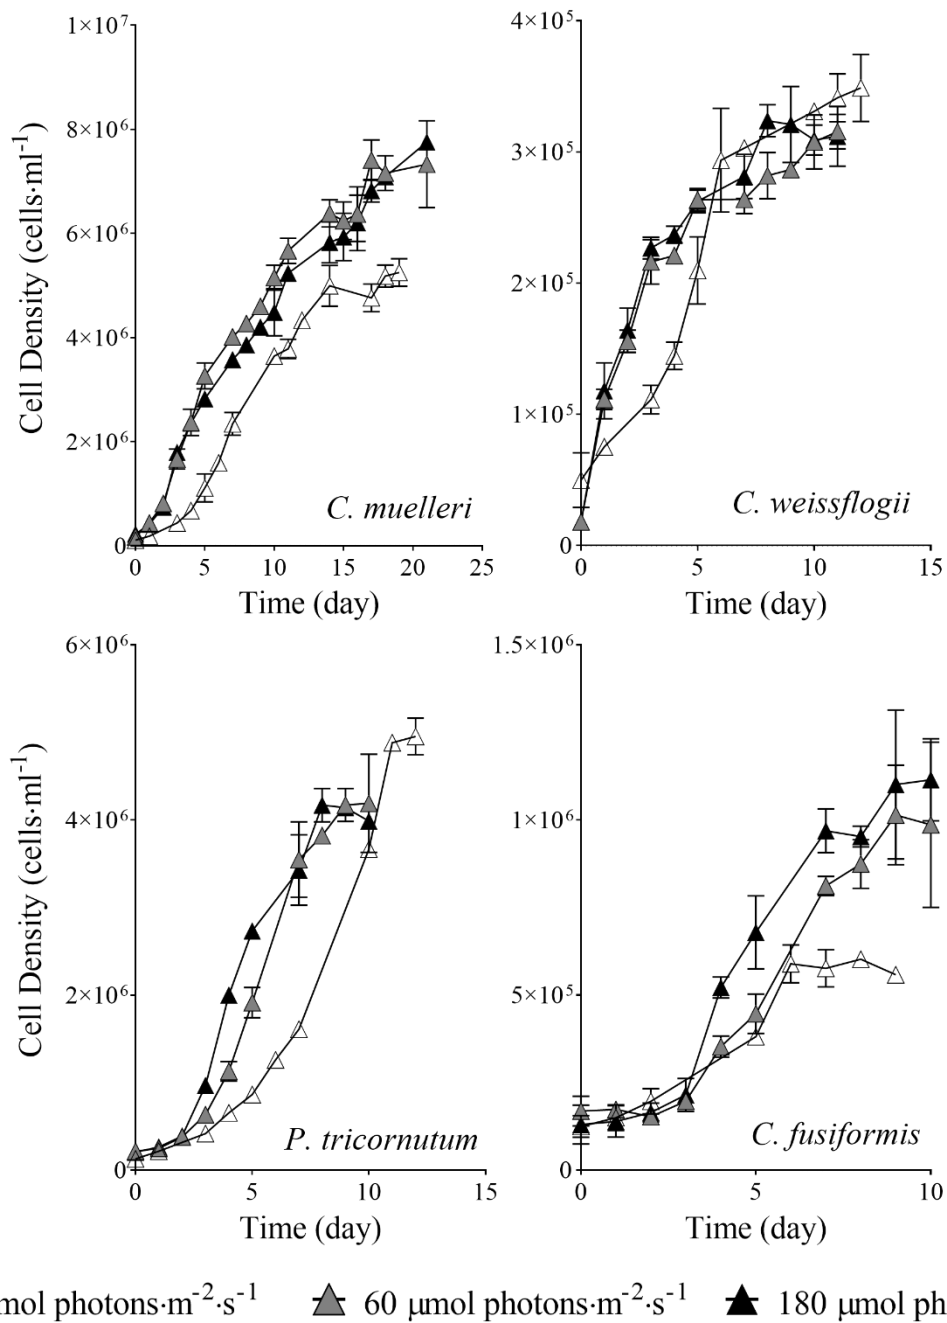 1×10⁷
8×10⁶
6×10⁶
4×10⁶
2×10⁶
0
Cell Density (cells·ml⁻¹)
0 5 10 15 20 25
Time (day)
C. muelleri
4×10⁵
3×10⁵
2×10⁵
1×10⁵
0
0 5 10 15
Time (day)
C. weissflogii
6×10⁶
4×10⁶
2×10⁶
0
Cell Density (cells·ml⁻¹)
0 5 10 15
Time (day)
P. tricornutum
1.5×10⁶
1×10⁶
5×10⁵
0
0 5 10
Time (day)
C. fusiformis
mol photons·m⁻²·s⁻¹ 60 μmol photons·m⁻²·s⁻¹ 180 μmol ph